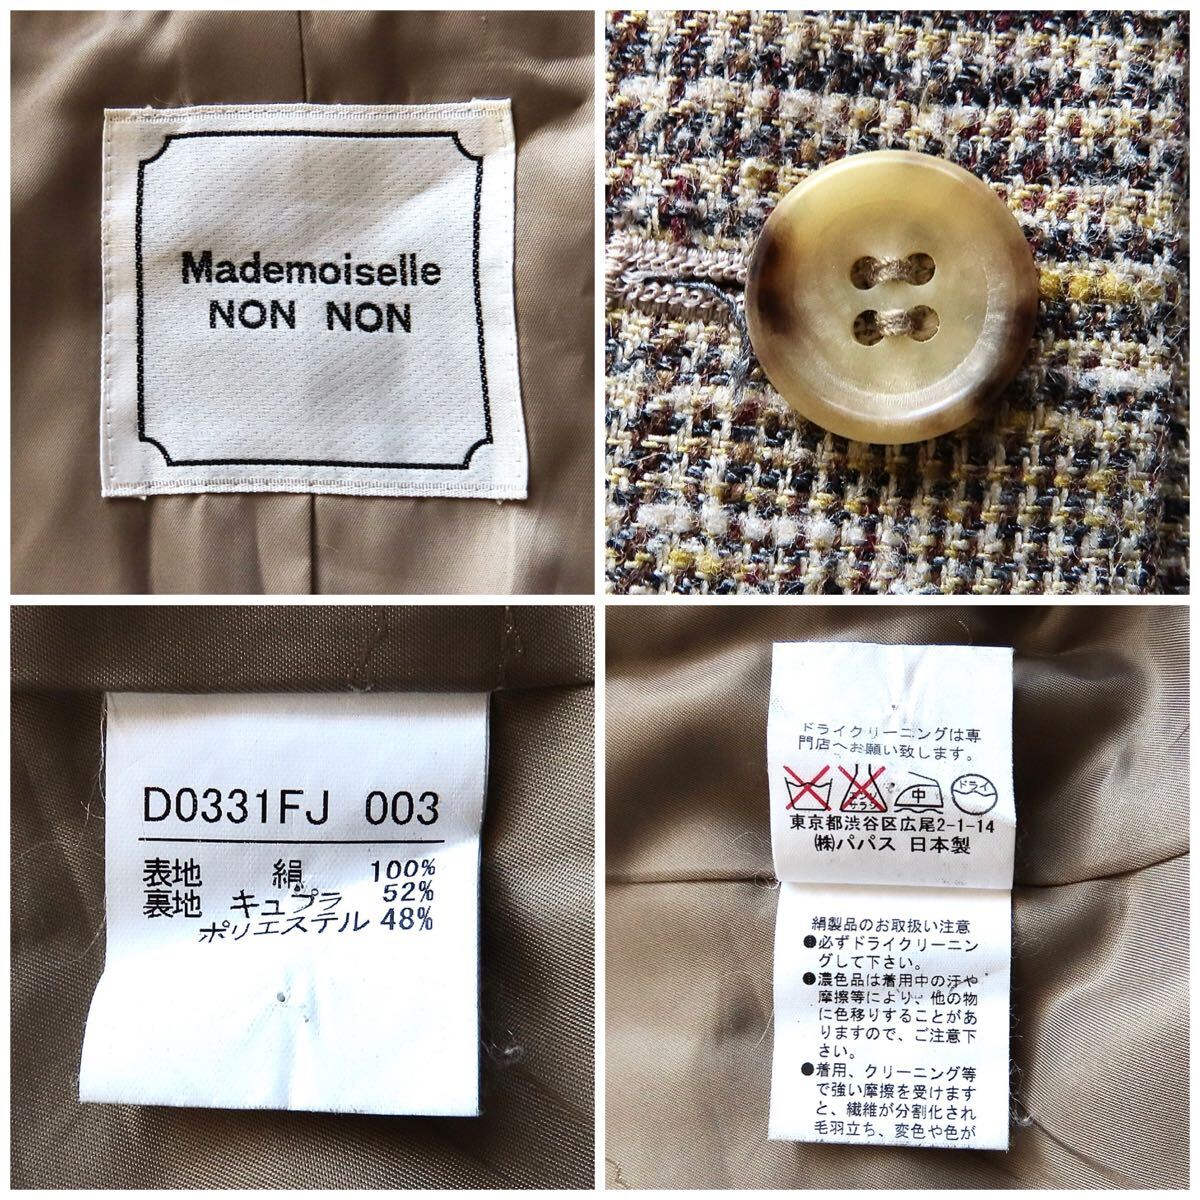 Mademoiselle
NON NON
D0331FJ 003
表地 絹 100%
裏地 キュプラ 52%
ポリエステル 48%
ドライクリーニングは専
門店へお願い致します。
エンソ
サラシ
中
ドライ
東京都渋谷区広尾2-1-14
㈱パパス 日本製
絹製品のお取扱い注意
●必ずドライクリーニン
グして下さい。
●濃色品は着用中の汗や
摩擦等により、他の物
に色移りすることがあ
りますので、ご注意下
さい。
●着用、クリーニング等
で強い摩擦を受けます
と、繊維が分割化され
毛羽立ち、変色や色が